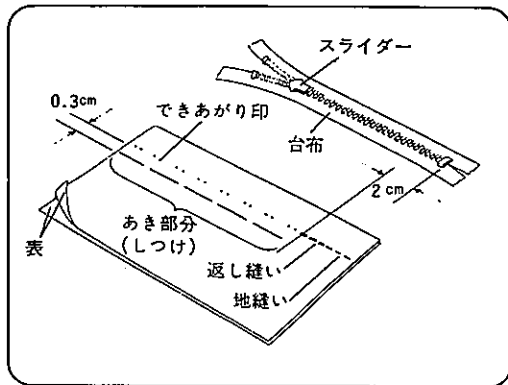 スライダー
0.3cm
できあがり印
台布
2cm
あき部分
(しつけ)
表
返し縫い
地縫い